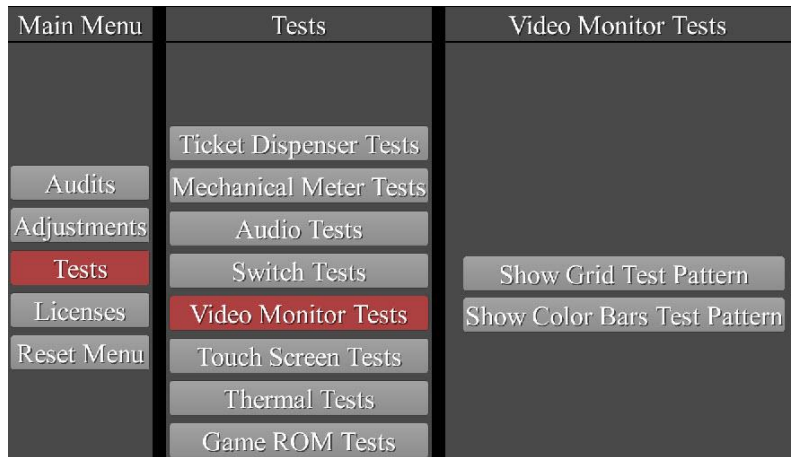 Main Menu
Audits
Adjustments
Tests
Licenses
Reset Menu
Tests
Ticket Dispenser Tests
Mechanical Meter Tests
Audio Tests
Switch Tests
Video Monitor Tests
Touch Screen Tests
Thermal Tests
Game ROM Tests
Video Monitor Tests
Show Grid Test Pattern
Show Color Bars Test Pattern